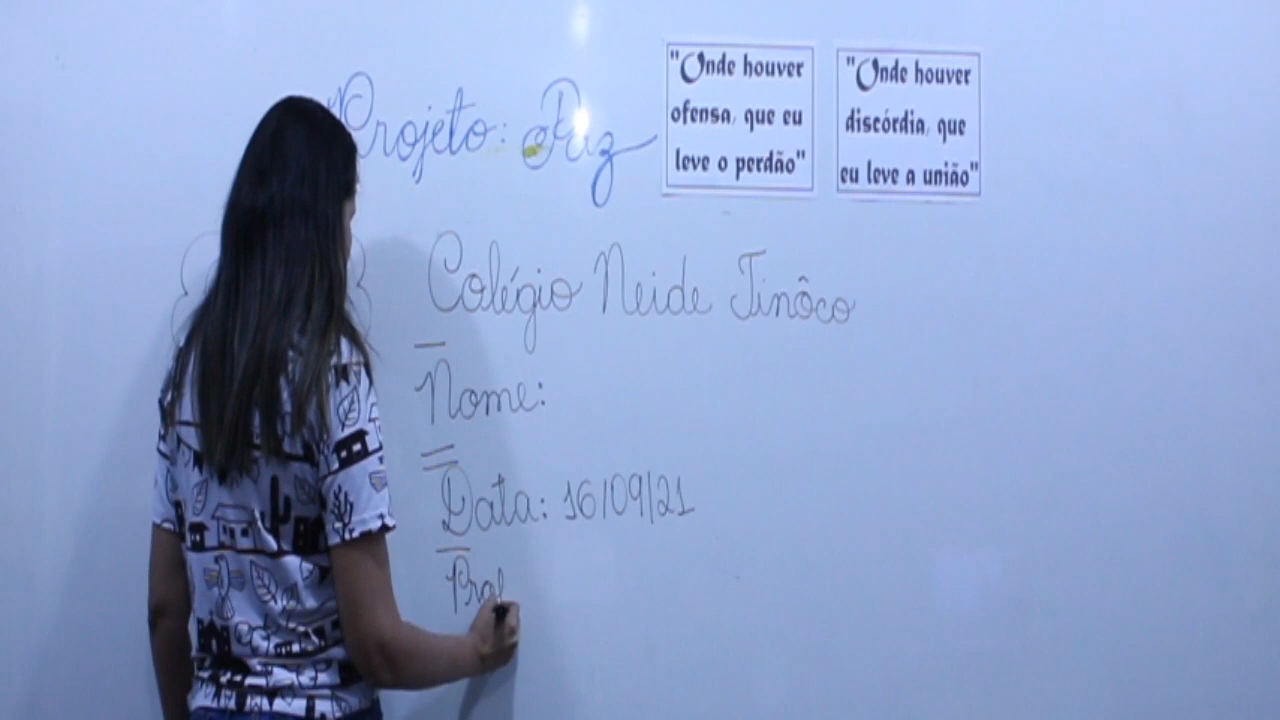 Projeto: Paz
"Onde houver
ofensa, que eu
leve o perdão"
"Onde houver
discórdia, que
eu leve a união"
Colégio Neide Tinôco
Nome:
Data: 16/09/21
Prof